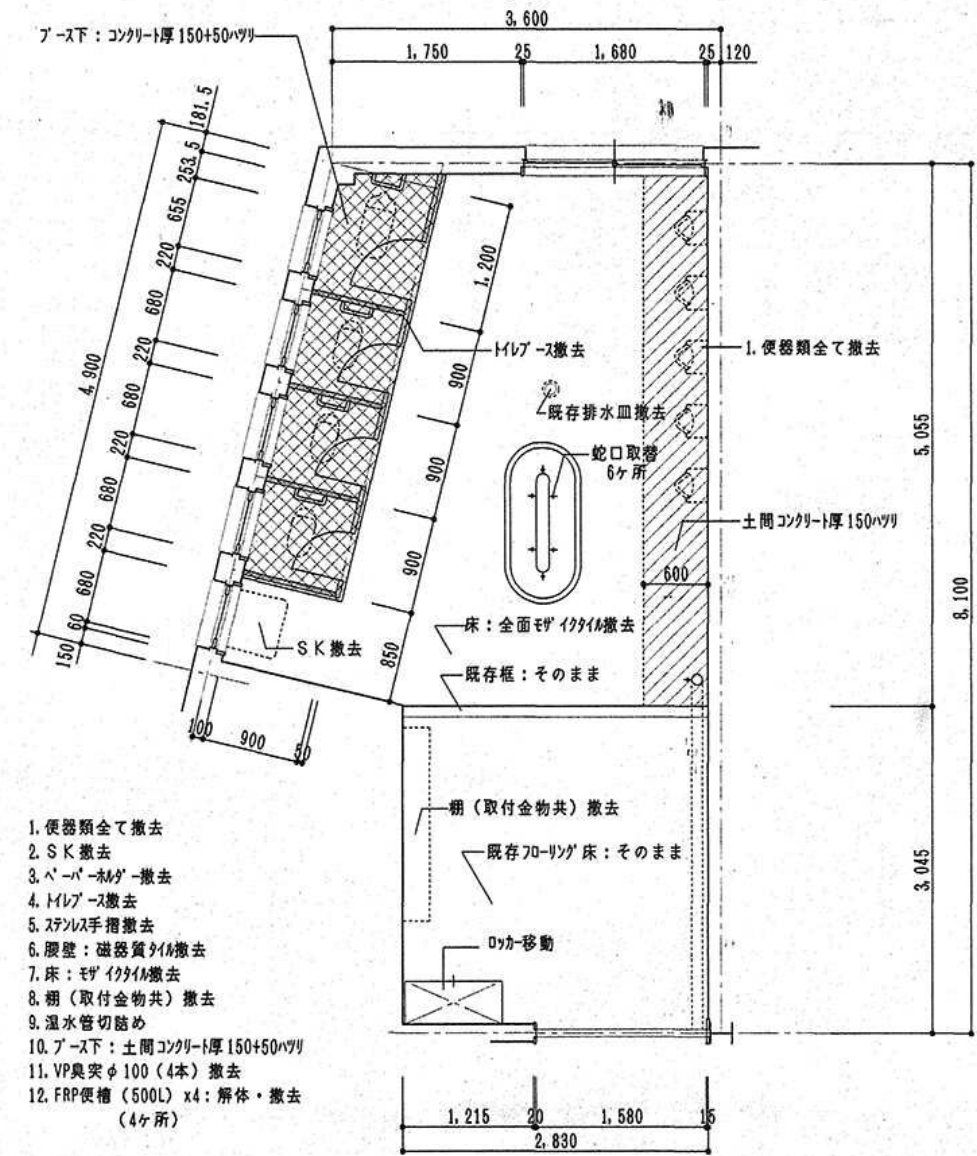 3,600
1,750 25 1,680 25 120
ブース下：コンクリート厚150+50ハツリ
181.5
253.5
655
220
680
220
680
220
680
220
680
60
150
4,900
1,200
900
900
900
850
トイレブース撤去
1.便器類全て撤去
既存排水皿撤去
蛇口取替
6ヶ所
5,055
8,100
土間コンクリート厚150ハツリ
600
床：全面モザイクタイル撤去
SK撤去
既存框：そのまま
100 900 50
棚（取付金物共）撤去
既存フローリング床：そのまま
3,045
ロッカー移動
1.便器類全て撤去
2.SK撤去
3.ペーパーホルダー撤去
4.トイレブース撤去
5.ステンレス手摺撤去
6.腰壁：磁器質タイル撤去
7.床：モザイクタイル撤去
8.棚（取付金物共）撤去
9.温水管切詰め
10.ブース下：土間コンクリート厚150+50ハツリ
11.VP臭突φ100（4本）撤去
12.FRP便槽（500L）x4：解体・撤去
（4ヶ所）
1,215 20 1,580 15
2,830